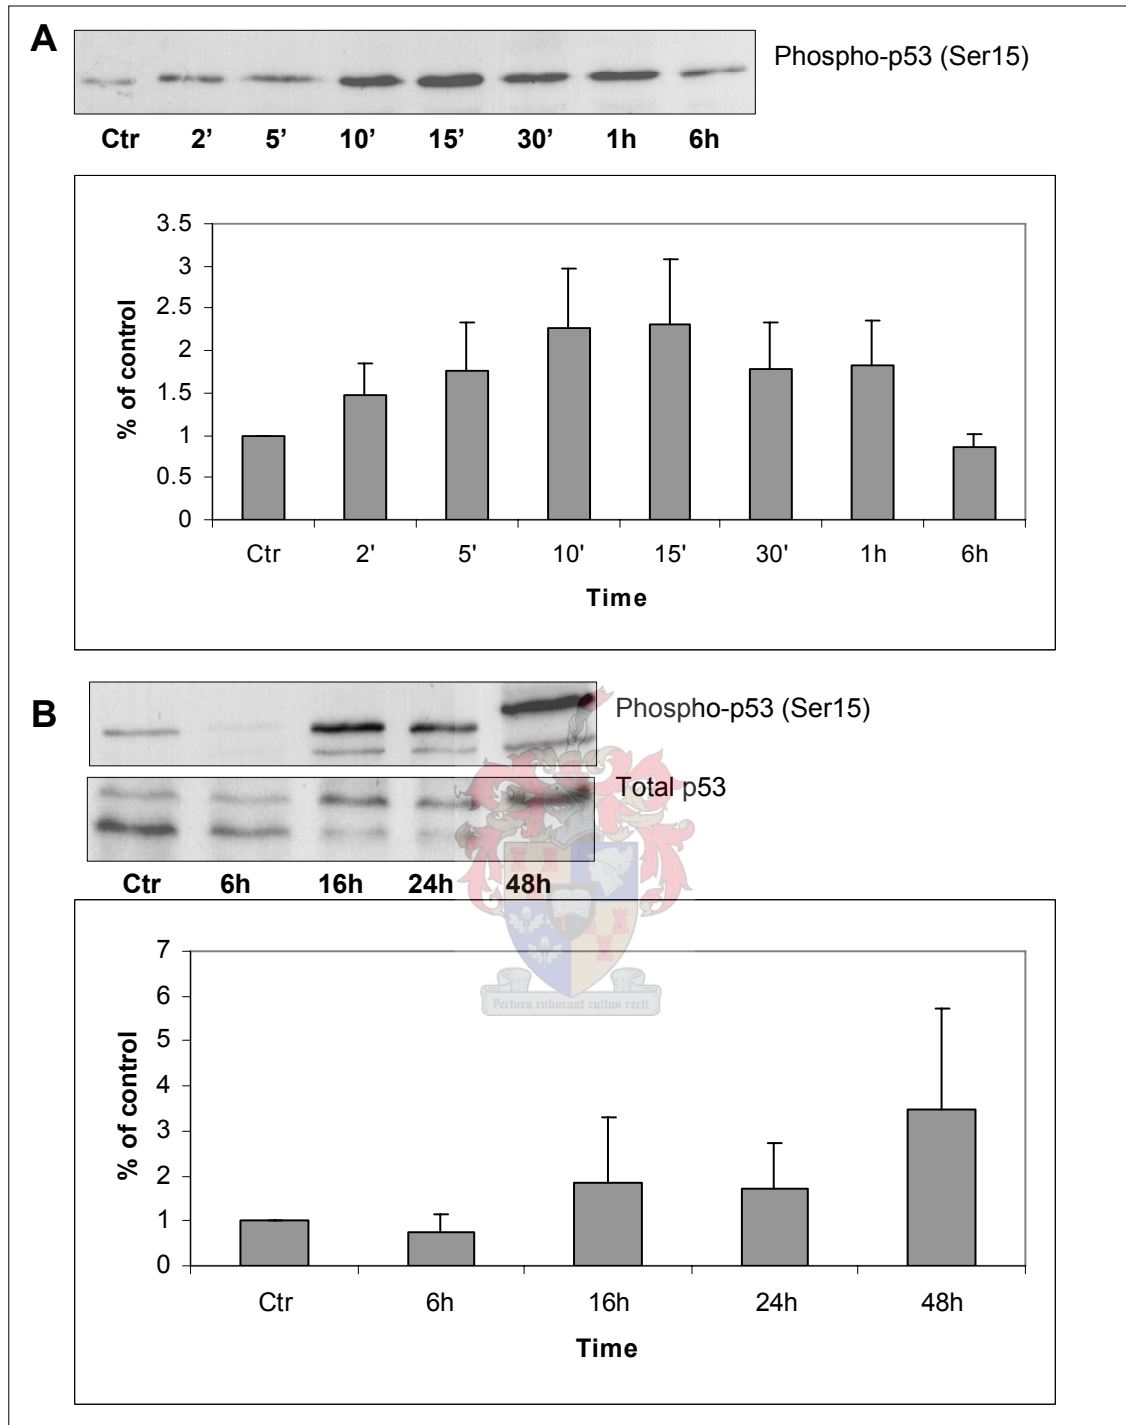 A
Phospho-p53 (Ser15)
Ctr 2’ 5’ 10’ 15’ 30’ 1h 6h
3.5
3
2.5
2
1.5
1
0.5
0
% of control
Ctr 2' 5' 10' 15' 30' 1h 6h
Time
B
Phospho-p53 (Ser15)
Total p53
Ctr 6h 16h 24h 48h
7
6
5
4
3
2
1
0
% of control
Pectura roborant cultus recti
Ctr 6h 16h 24h 48h
Time